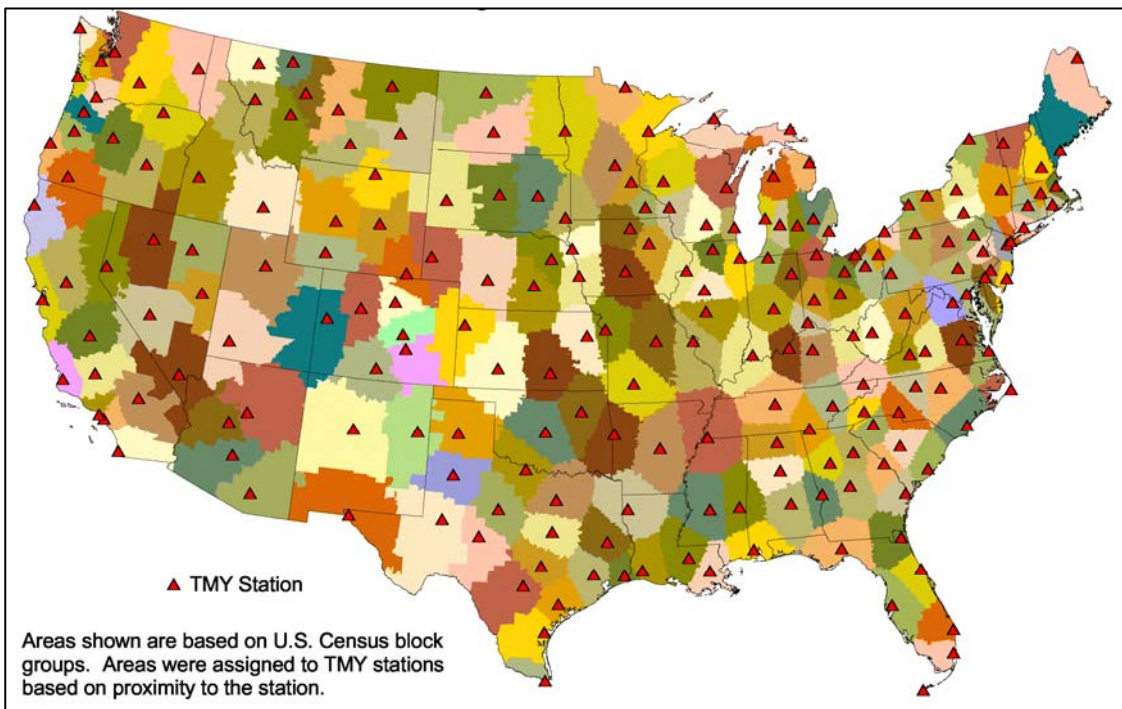 TMY Station
Areas shown are based on U.S. Census block
groups. Areas were assigned to TMY stations
based on proximity to the station.